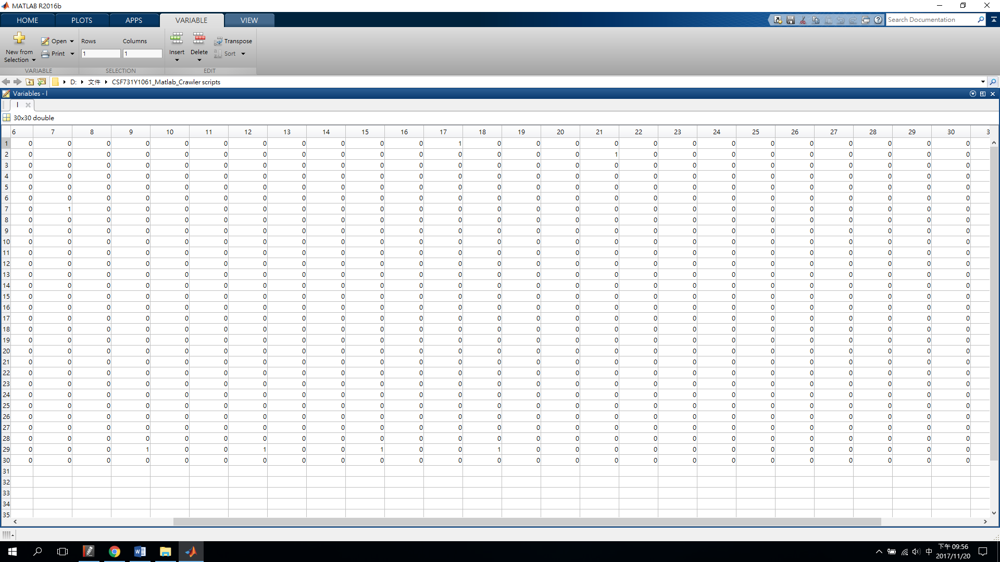 MATLAB R2016b
HOME PLOTS APPS VARIABLE VIEW Search Documentation
New from Selection Open Print Rows Columns 1 1 Insert Delete Transpose Sort
VARIABLE SELECTION EDIT
D: 文件 CSF731Y1061_Matlab_Crawler scripts
Variables - l
l
30x30 double
6 7 8 9 10 11 12 13 14 15 16 17 18 19 20 21 22 23 24 25 26 27 28 29 30 3
1 0 0 0 0 0 0 0 0 0 0 0 1 0 0 0 0 0 0 0 0 0 0 0 0 0
2 0 0 0 0 0 0 0 0 0 0 0 0 0 0 0 1 0 0 0 0 0 0 0 0 0
3 0 0 0 0 0 0 0 0 0 0 0 0 0 0 0 0 0 0 0 0 0 0 0 0 0
4 0 0 0 0 0 0 0 0 0 0 0 0 0 0 0 0 0 0 0 0 0 0 0 0 0
5 0 0 0 0 0 0 0 0 0 0 0 0 0 0 0 0 0 0 0 0 0 0 0 0 0
6 0 0 0 0 0 0 0 0 0 0 0 0 0 0 0 0 0 0 0 0 0 0 0 0 0
7 0 1 0 0 0 0 0 0 0 0 0 0 0 0 0 0 0 0 0 0 0 0 0 0 0
8 0 0 0 0 0 0 0 0 0 0 0 0 0 0 0 0 0 0 0 0 0 0 0 0 0
9 0 0 0 0 0 0 0 0 0 0 0 0 0 0 0 0 0 0 0 0 0 0 0 0 0
10 0 0 0 0 0 0 0 0 0 0 0 0 0 0 0 0 0 0 0 0 0 0 0 0 0
11 0 0 0 0 0 0 0 0 0 0 0 0 0 0 0 0 0 0 0 0 0 0 0 0 0
12 0 0 0 0 0 0 0 0 0 0 0 0 0 0 0 0 0 0 0 0 0 0 0 0 0
13 0 0 0 0 0 0 0 0 0 0 0 0 0 0 0 0 0 0 0 0 0 0 0 0 0
14 0 0 0 0 0 0 0 0 0 0 0 0 0 0 0 0 0 0 0 0 0 0 0 0 0
15 0 0 0 0 0 0 0 0 0 0 0 0 0 0 0 0 0 0 0 0 0 0 0 0 0
16 0 0 0 0 0 0 0 0 0 0 0 0 0 0 0 0 0 0 0 0 0 0 0 0 0
17 0 0 0 0 0 0 0 0 0 0 0 0 0 0 0 0 0 0 0 0 0 0 0 0 0
18 0 0 0 0 0 0 0 0 0 0 0 0 0 0 0 0 0 0 0 0 0 0 0 0 0
19 0 0 0 0 0 0 0 0 0 0 0 0 0 0 0 0 0 0 0 0 0 0 0 0 0
20 0 0 0 0 0 0 0 0 0 0 0 0 0 0 0 0 0 0 0 0 0 0 0 0 0
21 0 0 0 0 0 0 0 0 0 0 0 0 0 0 0 0 0 0 0 0 0 0 0 0 0
22 0 0 0 0 0 0 0 0 0 0 0 0 0 0 0 0 0 0 0 0 0 0 0 0 0
23 0 0 0 0 0 0 0 0 0 0 0 0 0 0 0 0 0 0 0 0 0 0 0 0 0
24 0 0 0 0 0 0 0 0 0 0 0 0 0 0 0 0 0 0 0 0 0 0 0 0 0
25 0 0 0 0 0 0 0 0 0 0 0 0 0 0 0 0 0 0 0 0 0 0 0 0 0
26 0 0 0 0 0 0 0 0 0 0 0 0 0 0 0 0 0 0 0 0 0 0 0 0 0
27 0 0 0 0 0 0 0 0 0 0 0 0 0 0 0 0 0 0 0 0 0 0 0 0 0
28 0 0 0 0 0 0 0 0 0 0 0 0 0 0 0 0 0 0 0 0 0 0 0 0 0
29 0 0 0 1 0 0 1 0 0 1 0 0 1 0 0 0 0 0 0 0 0 0 0 0 0
30 0 0 0 0 0 0 0 0 0 0 0 0 0 0 0 0 0 0 0 0 0 0 0 0 0
31
32
33
34
35
中 下午 09:56
2017/11/20